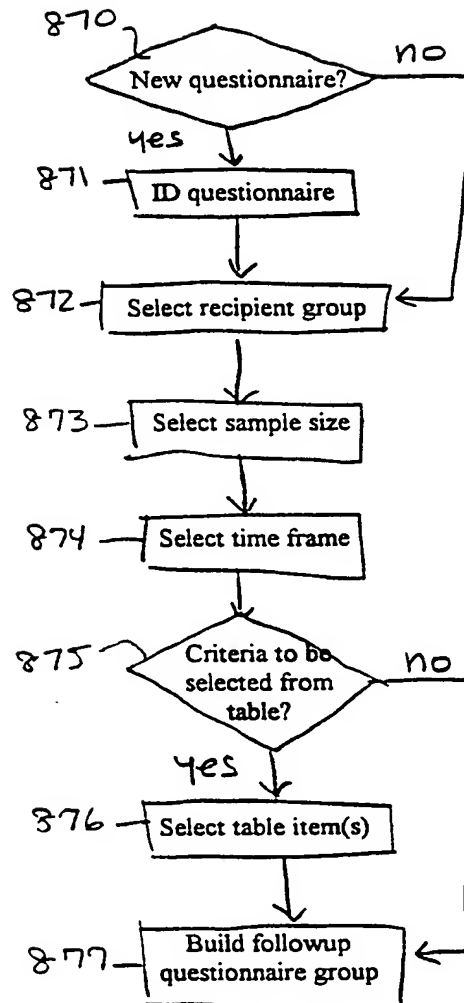 870
New questionnaire?
no
yes
871
ID questionnaire
872
Select recipient group
873
Select sample size
874
Select time frame
875
Criteria to be
selected from
table?
no
yes
876
Select table item(s)
877
Build followup
questionnaire group